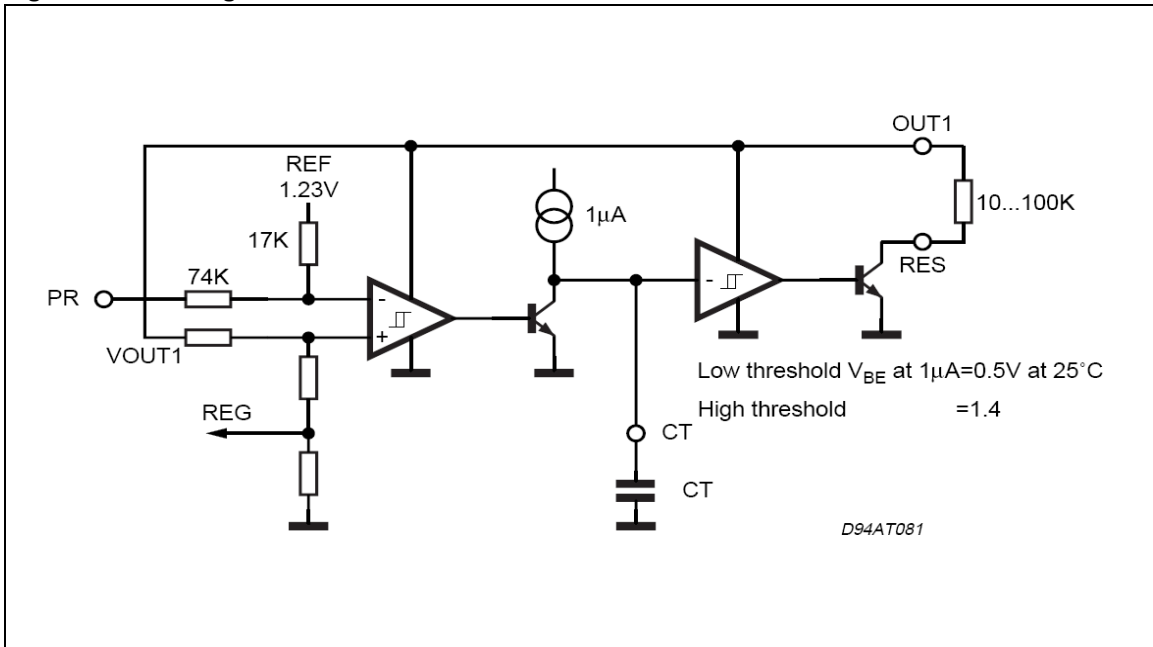 OUT1
REF
1.23V
1μA
10...100K
17K
RES
74K
PR
-
-
+
VOUT1
Low threshold VBE at 1μA=0.5V at 25°C
REG
High threshold =1.4
CT
CT
D94AT081